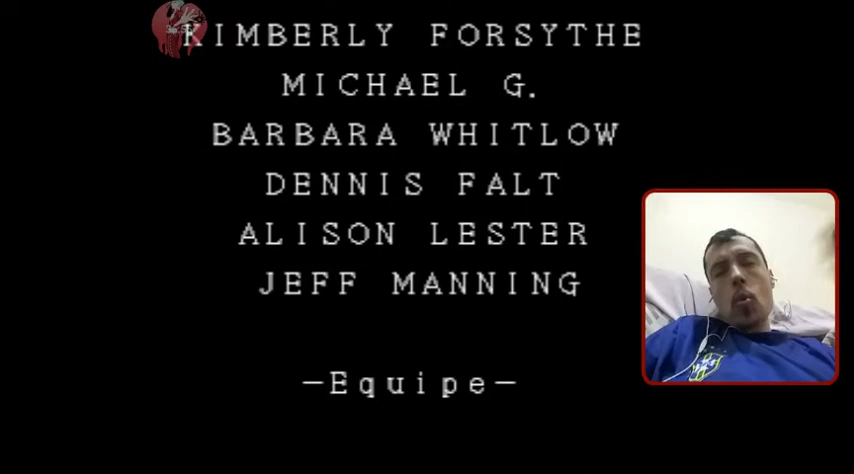 KIMBERLY FORSYTHE
MICHAEL G.
BARBARA WHITLOW
DENNIS FALT
ALISON LESTER
JEFF MANNING
—Equipe—